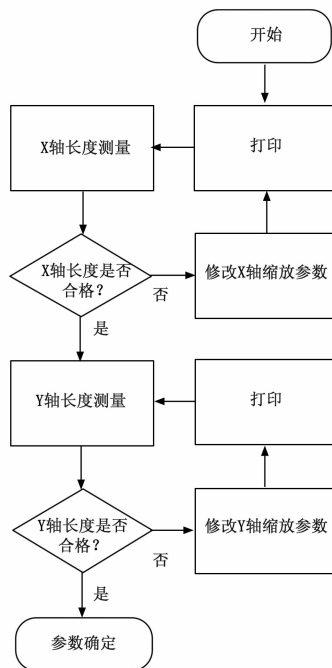 开始
打印
X轴长度测量
X轴长度是否
合格？
否
修改X轴缩放参数
是
Y轴长度测量
打印
Y轴长度是否
合格？
否
修改Y轴缩放参数
是
参数确定